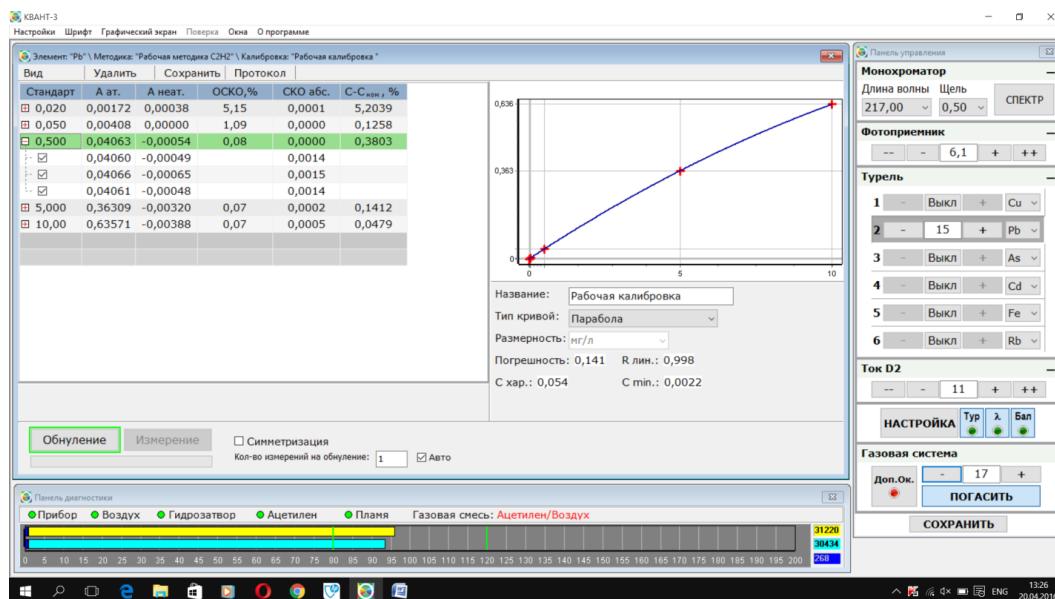 КВАНТ-3
Настройки Шрифт Графический экран Поверка Окна О программе
Элемент: "Pb" \ Методика: "Рабочая методика C2H2" \ Калибровка: "Рабочая калибровка "
Вид Удалить Сохранить Протокол
Стандарт А ат. А неат. ОСКО,% СКО абс. С-Сном, %
0,020 0,00172 0,00038 5,15 0,0001 5,2039
0,050 0,00408 0,00000 1,09 0,0000 0,1258
0,500 0,04063 -0,00054 0,08 0,0000 0,3803
0,04060 -0,00049 0,0014
0,04066 -0,00065 0,0015
0,04061 -0,00048 0,0014
5,000 0,36309 -0,00320 0,07 0,0002 0,1412
10,00 0,63571 -0,00388 0,07 0,0005 0,0479
0,636
0,363
0
0 5 10
Название: Рабочая калибровка
Тип кривой: Парабола
Размерность: мг/л
Погрешность: 0,141 R лин.: 0,998
С хар.: 0,054 C min.: 0,0022
Обнуление Измерение Симметризация
Кол-во измерений на обнуление: 1 Авто
Панель управления
Монохроматор
Длина волны Щель
217,00 0,50 СПЕКТР
Фотоприемник
-- - 6,1 + ++
Турель
1 - Выкл + Cu
2 - 15 + Pb
3 - Выкл + As
4 - Выкл + Cd
5 - Выкл + Fe
6 - Выкл + Rb
Ток D2
-- - 11 + ++
НАСТРОЙКА Тур λ Бал
Газовая система
Доп.Ок. - 17 +
ПОГАСИТЬ
СОХРАНИТЬ
Панель диагностики
Прибор Воздух Гидрозатвор Ацетилен Пламя Газовая смесь: Ацетилен/Воздух
31220
30434
268
0 5 10 15 20 25 30 35 40 45 50 55 60 65 70 75 80 85 90 95 100 105 110 115 120 125 130 135 140 145 150 155 160 165 170 175 180 185 190 195 200
ENG
13:26
20.04.2016